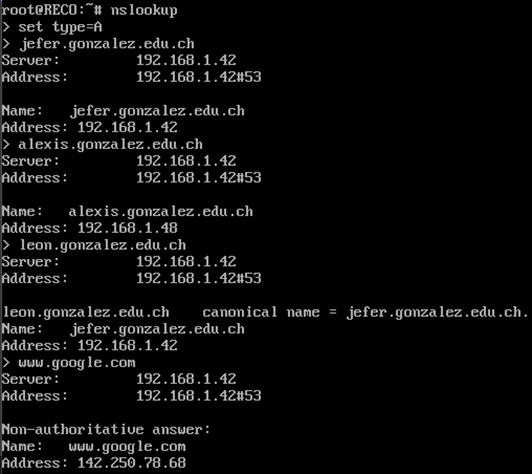 root@RECO:~# nslookup
> set type=A
> jefer.gonzalez.edu.ch
Server:         192.168.1.42
Address:        192.168.1.42#53

Name:   jefer.gonzalez.edu.ch
Address: 192.168.1.42
> alexis.gonzalez.edu.ch
Server:         192.168.1.42
Address:        192.168.1.42#53

Name:   alexis.gonzalez.edu.ch
Address: 192.168.1.48
> leon.gonzalez.edu.ch
Server:         192.168.1.42
Address:        192.168.1.42#53

leon.gonzalez.edu.ch    canonical name = jefer.gonzalez.edu.ch.
Name:   jefer.gonzalez.edu.ch
Address: 192.168.1.42
> www.google.com
Server:         192.168.1.42
Address:        192.168.1.42#53

Non-authoritative answer:
Name:   www.google.com
Address: 142.250.78.68